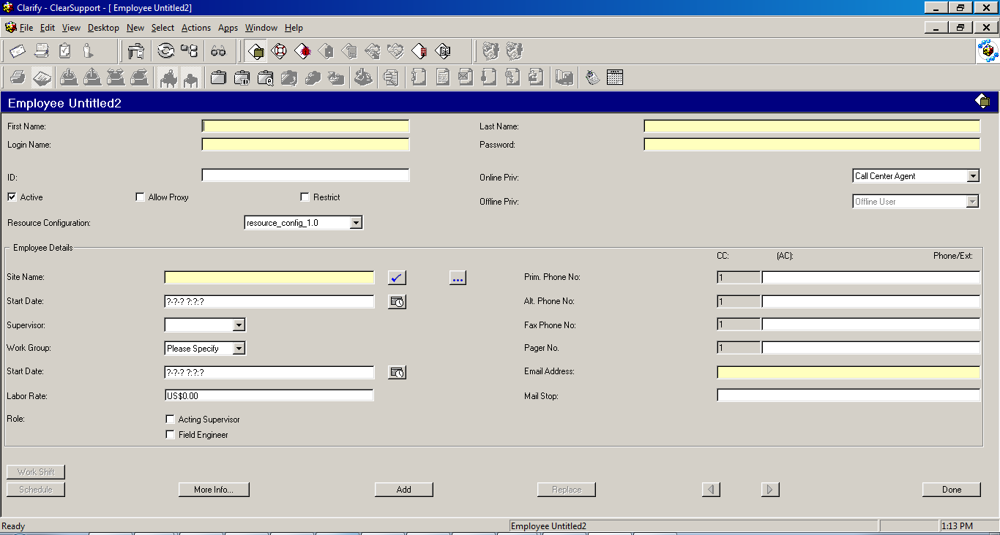 Clarify - ClearSupport - [ Employee Untitled2]
File Edit View Desktop New Select Actions Apps Window Help
Employee Untitled2
First Name: Last Name:
Login Name: Password:
ID: Online Priv: Call Center Agent
Active Allow Proxy Restrict
Offline Priv: Offline User
Resource Configuration: resource_config_1.0
Employee Details
CC: (AC): Phone/Ext:
Site Name: ... Prim. Phone No: 1
Start Date: ?-?-? ?:?:? Alt. Phone No: 1
Supervisor: Fax Phone No: 1
Work Group: Please Specify Pager No. 1
Start Date: ?-?-? ?:?:? Email Address:
Labor Rate: US$0.00 Mail Stop:
Role: Acting Supervisor
Field Engineer
Work Shift
Schedule More Info... Add Replace Done
Ready Employee Untitled2 1:13 PM